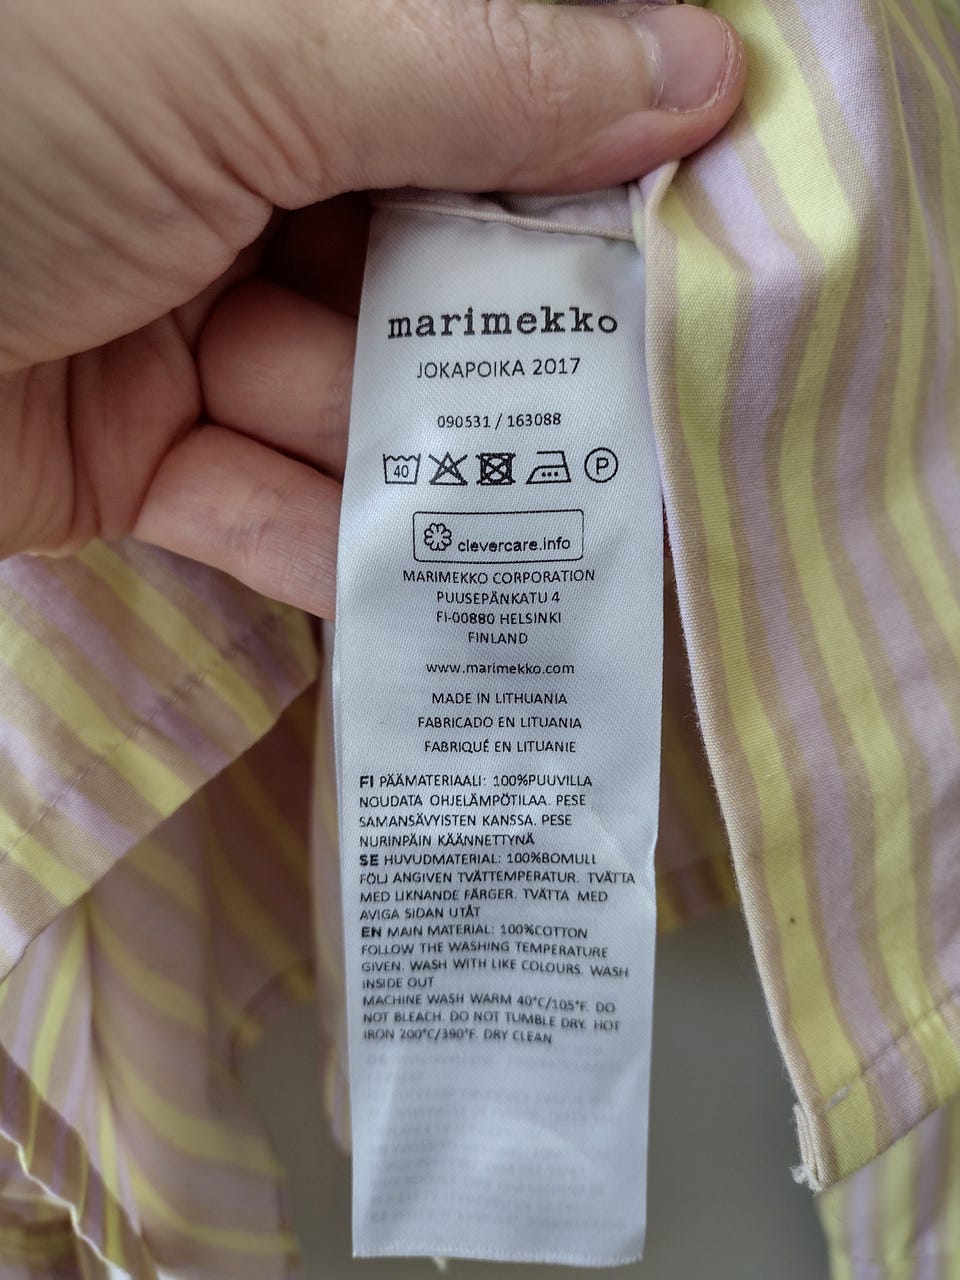 marimekko
JOKAPOIKA 2017
090531 / 163088
40 P
clevercare.info
MARIMEKKO CORPORATION
PUUSEPÄNKATU 4
FI-00880 HELSINKI
FINLAND
www.marimekko.com
MADE IN LITHUANIA
FABRICADO EN LITUANIA
FABRIQUÉ EN LITUANIE
FI PÄÄMATERIAALI: 100%PUUVILLA
NOUDATA OHJELÄMPÖTILAA. PESE
SAMANSÄVYISTEN KANSSA. PESE
NURINPÄIN KÄÄNNETTYNÄ
SE HUVUDMATERIAL: 100%BOMULL
FÖLJ ANGIVEN TVÄTTEMPERATUR. TVÄTTA
MED LIKNANDE FÄRGER. TVÄTTA MED
AVIGA SIDAN UTÅT
EN MAIN MATERIAL: 100%COTTON
FOLLOW THE WASHING TEMPERATURE
GIVEN. WASH WITH LIKE COLOURS. WASH
INSIDE OUT
MACHINE WASH WARM 40°C/105°F. DO
NOT BLEACH. DO NOT TUMBLE DRY. HOT
IRON 200°C/390°F. DRY CLEAN